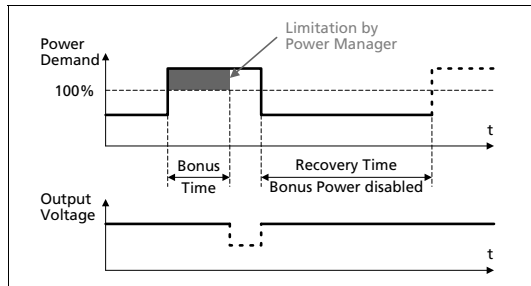 Limitation by
Power Manager
Power
Demand
100%
t
Bonus
Time
Recovery Time
Bonus Power disabled
Output
Voltage
t